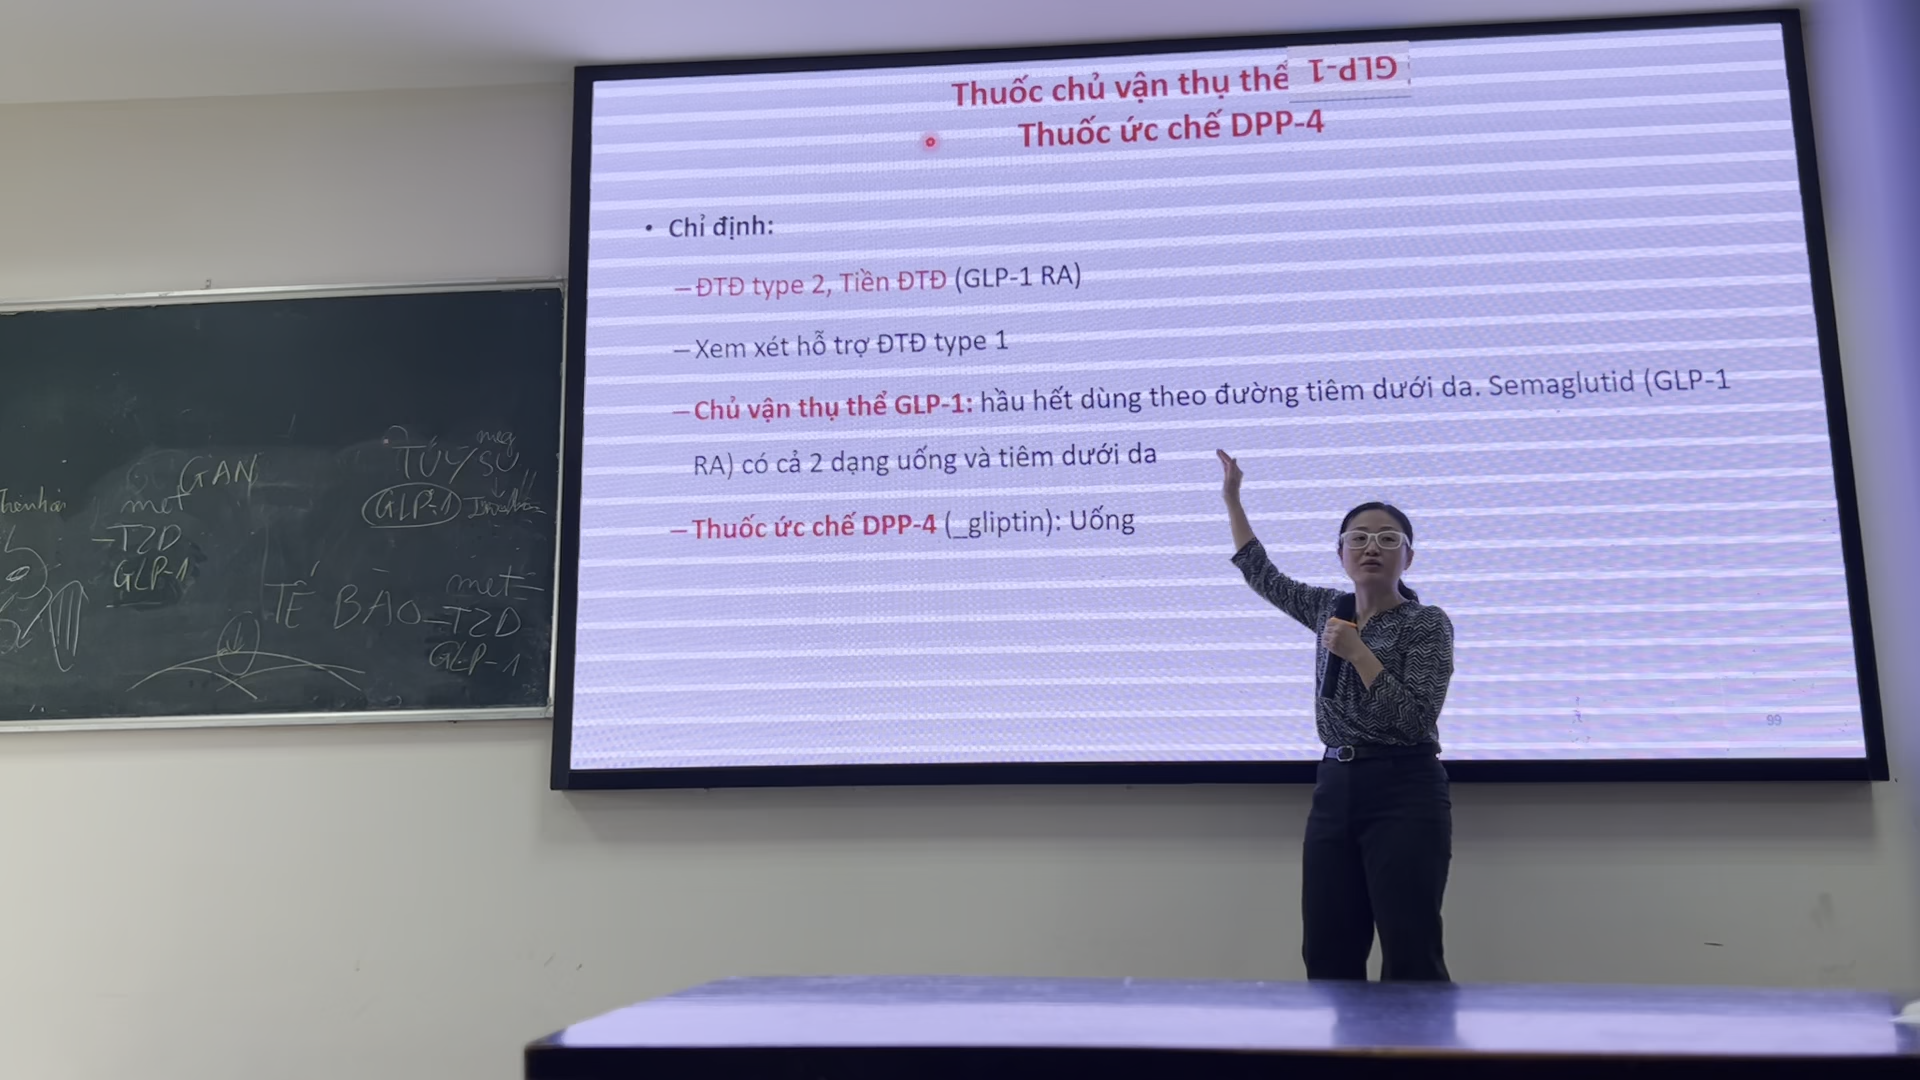 Thuốc chủ vận thụ thể GLP-1
Thuốc ức chế DPP-4
• Chỉ định:
– ĐTĐ type 2, Tiền ĐTĐ (GLP-1 RA)
– Xem xét hỗ trợ ĐTĐ type 1
– Chủ vận thụ thể GLP-1: hầu hết dùng theo đường tiêm dưới da. Semaglutid (GLP-1
RA) có cả 2 dạng uống và tiêm dưới da
– Thuốc ức chế DPP-4 (_gliptin): Uống
99
GAN
met
TZD
GLP-1
TỤY
meg
SU
GLP-1
TẾ BÀO
met
TZD
GLP-1